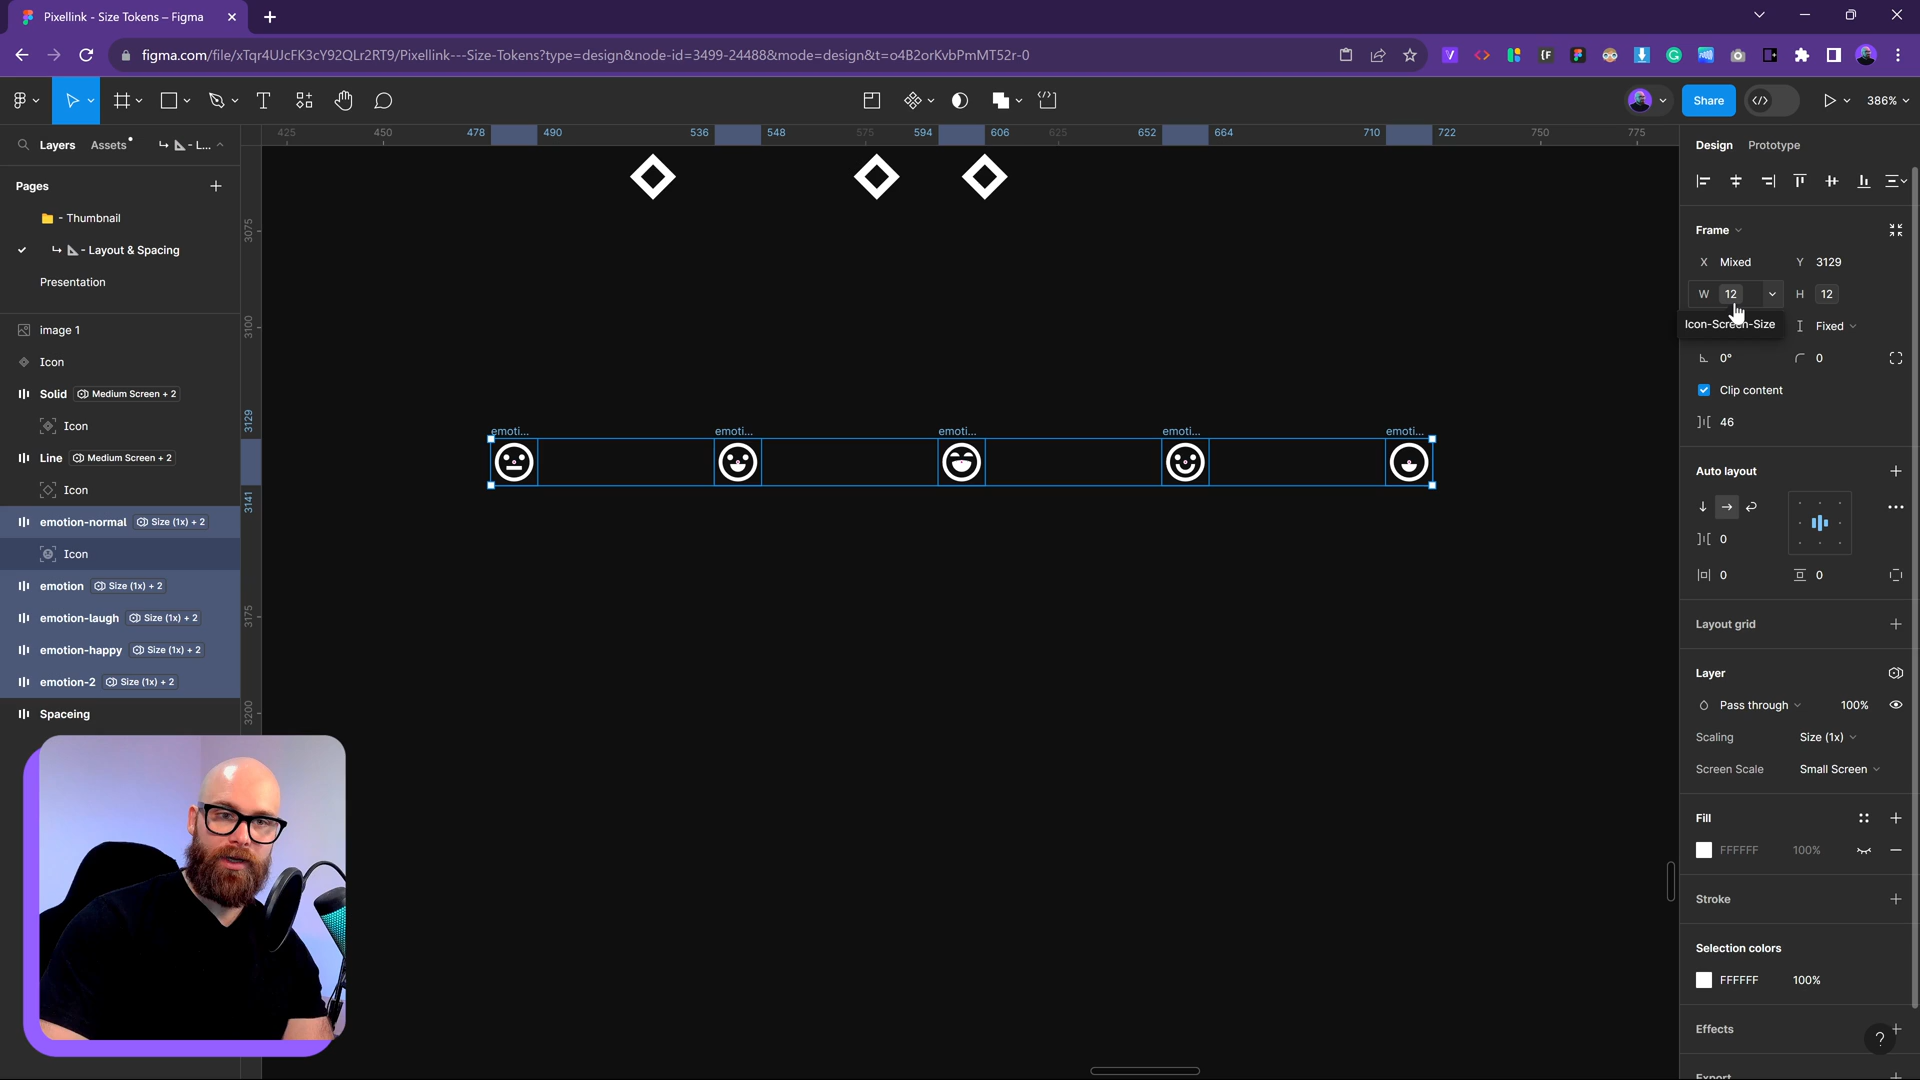 Pixellink - Size Tokens – Figma
figma.com/file/xTqr4UJcFK3cY92QLr2RT9/Pixellink---Size-Tokens?type=design&node-id=3499-24488&mode=design&t=o4B2orKvbPmMT52r-0
Share
386%
Layers
Assets
- L...
425
450
478
490
536
548
575
594
606
625
652
664
710
722
750
775
Design
Prototype
Pages
- Thumbnail
- Layout & Spacing
Presentation
image 1
Icon
Solid
Medium Screen + 2
Icon
Line
Medium Screen + 2
Icon
emotion-normal
Size (1x) + 2
Icon
emotion
Size (1x) + 2
emotion-laugh
Size (1x) + 2
emotion-happy
Size (1x) + 2
emotion-2
Size (1x) + 2
Spaceing
3075
3100
3129
3141
3175
3200
emoti...
emoti...
emoti...
emoti...
emoti...
Frame
X Mixed
Y 3129
W 12
H 12
Icon-Screen-Size
Fixed
0°
0
Clip content
46
Auto layout
0
0
0
Layout grid
Layer
Pass through
100%
Scaling
Size (1x)
Screen Scale
Small Screen
Fill
FFFFFF
100%
Stroke
Selection colors
FFFFFF
100%
Effects
?
Export